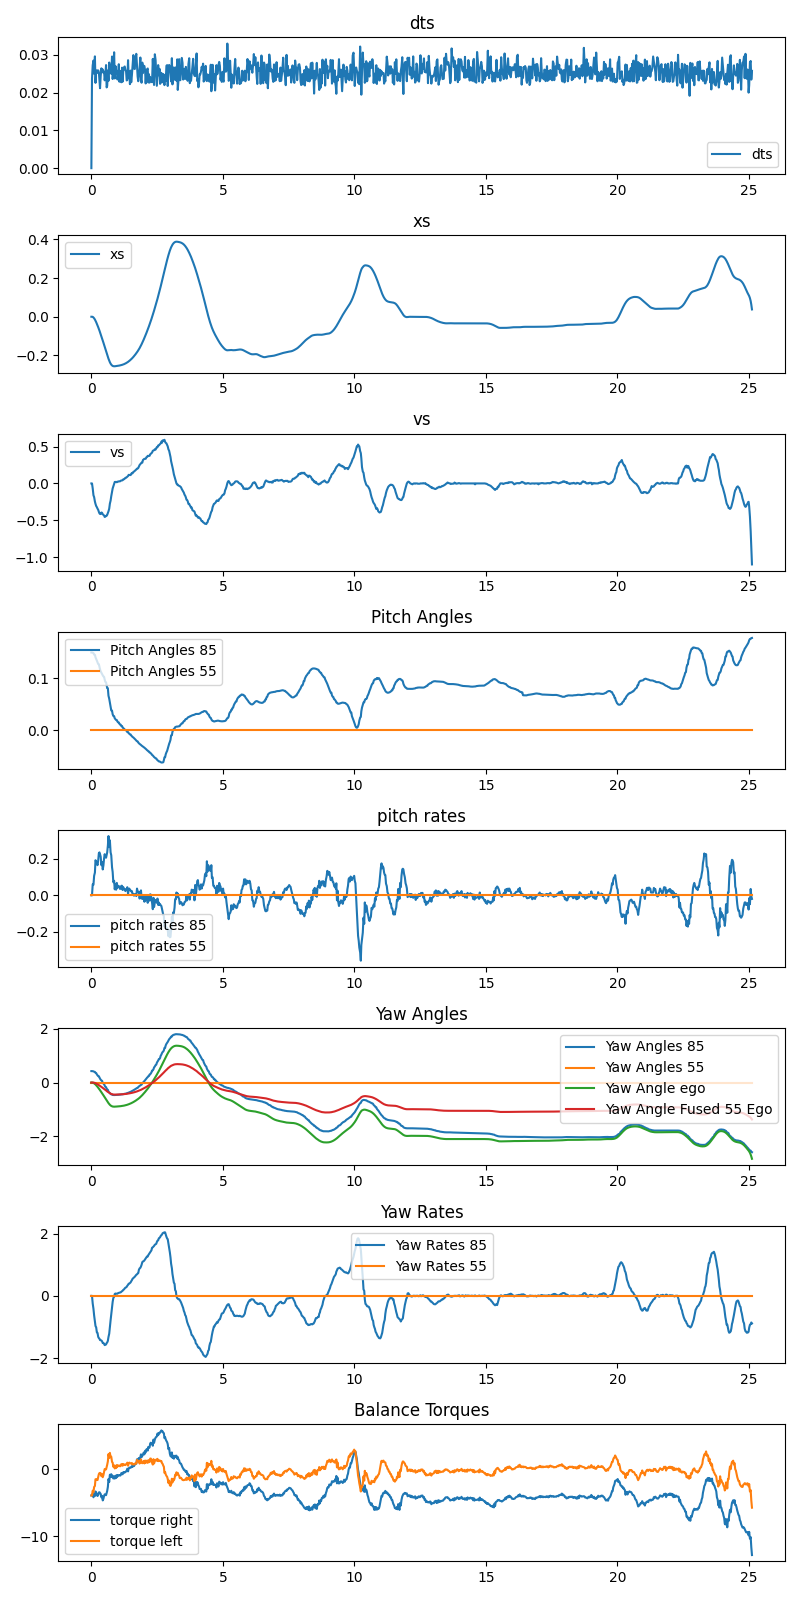 dts
0.03
0.02
0.01
0.00
dts
0 5 10 15 20 25
xs
0.4
0.2
0.0
−0.2
xs
0 5 10 15 20 25
vs
0.5
0.0
−0.5
−1.0
vs
0 5 10 15 20 25
Pitch Angles
0.1
0.0
Pitch Angles 85
Pitch Angles 55
0 5 10 15 20 25
pitch rates
0.2
0.0
−0.2
pitch rates 85
pitch rates 55
0 5 10 15 20 25
Yaw Angles
2
0
−2
Yaw Angles 85
Yaw Angles 55
Yaw Angle ego
Yaw Angle Fused 55 Ego
0 5 10 15 20 25
Yaw Rates
2
0
−2
Yaw Rates 85
Yaw Rates 55
0 5 10 15 20 25
Balance Torques
0
−10
torque right
torque left
0 5 10 15 20 25